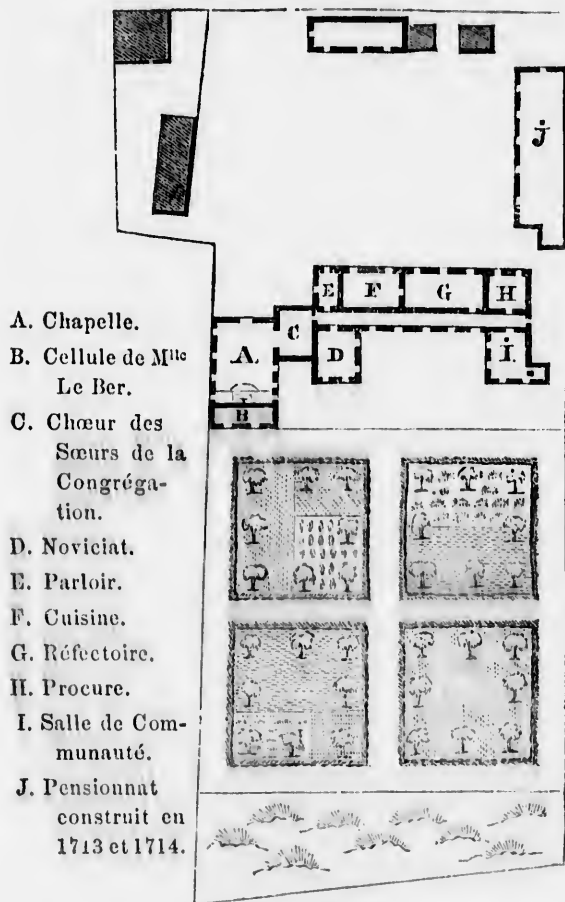 A. Chapelle.
B. Cellule de Mlle
Le Ber.
C. Chœur des
Sœurs de la
Congréga-
tion.
D. Noviciat.
E. Parloir.
F. Cuisine.
G. Réfectoire.
H. Procure.
I. Salle de Com-
munauté.
J. Pensionnat
construit en
1713 et 1714.
J
E F G H
C
A
D
I
B